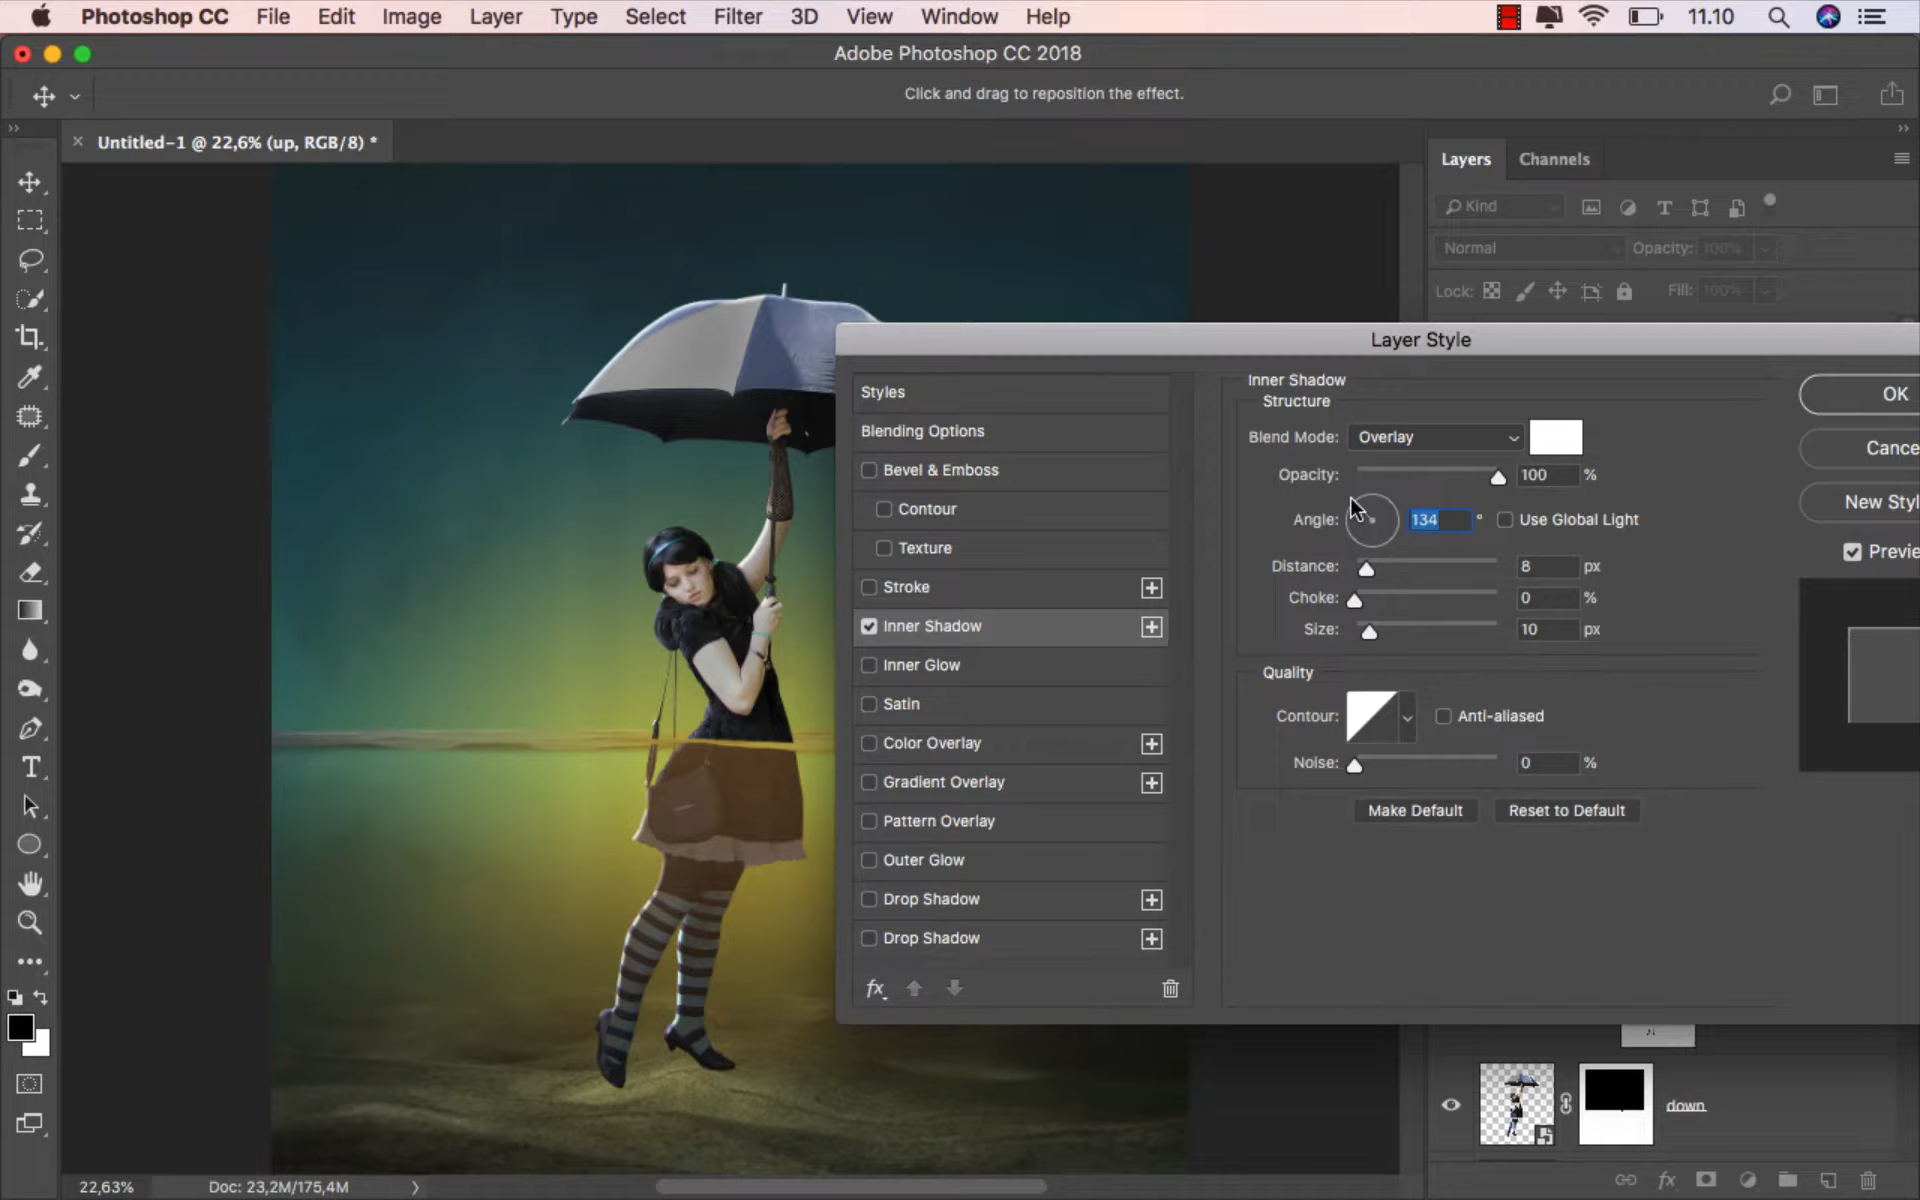 Photoshop CC File Edit Image Layer Type Select Filter 3D View Window Help 11.10
Adobe Photoshop CC 2018
Click and drag to reposition the effect.
Untitled-1 @ 22,6% (up, RGB/8) *
Layers Channels
Kind
Normal Opacity: 100%
Lock: Fill: 100%
Layer Style
Styles
Blending Options
Bevel & Emboss
Contour
Texture
Stroke
Inner Shadow
Inner Glow
Satin
Color Overlay
Gradient Overlay
Pattern Overlay
Outer Glow
Drop Shadow
Drop Shadow
fx
Inner Shadow
Structure
Blend Mode: Overlay
Opacity: 100 %
Angle: 134 ° Use Global Light
Distance: 8 px
Choke: 0 %
Size: 10 px
Quality
Contour: Anti-aliased
Noise: 0 %
Make Default Reset to Default
OK
Cance
New Styl
Previe
down
fx
22,63% Doc: 23,2M/175,4M